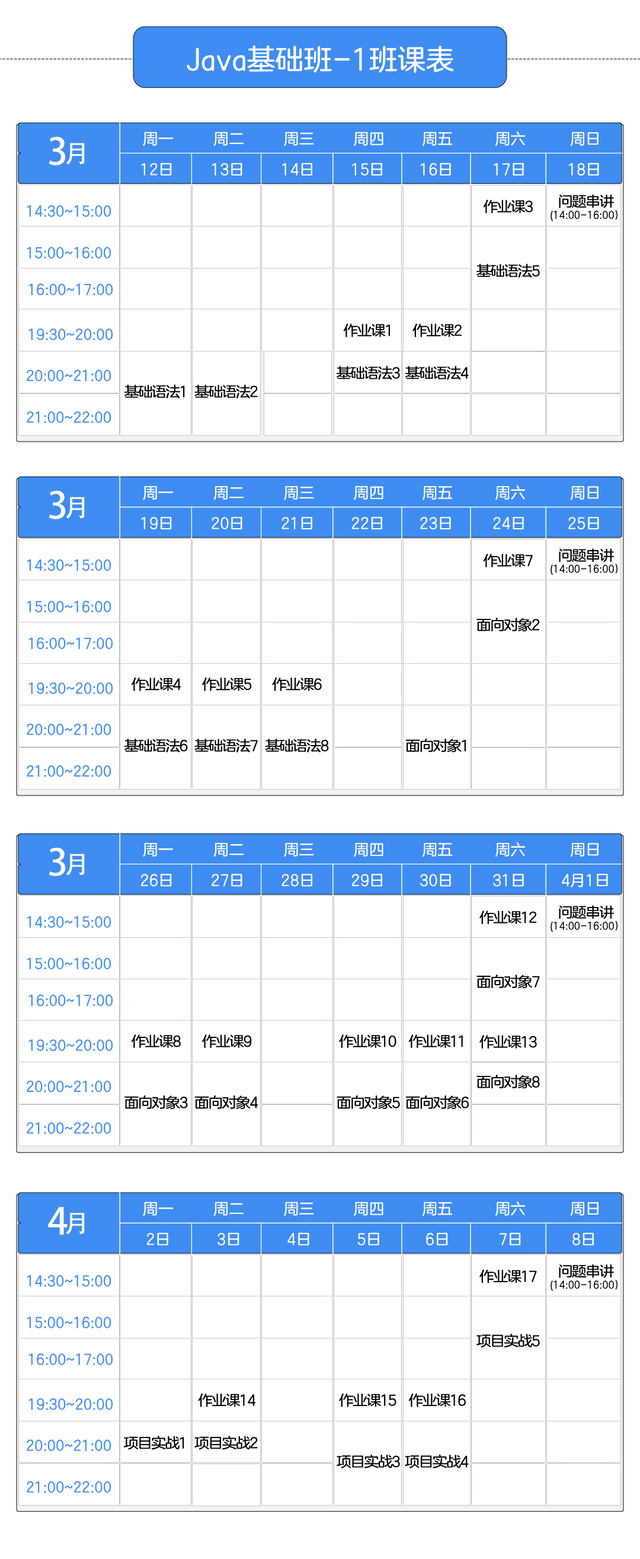 Java基础班-1班课表
3月 周一 周二 周三 周四 周五 周六 周日
12日 13日 14日 15日 16日 17日 18日
14:30~15:00 作业课3 问题串讲
(14:00-16:00)
15:00~16:00
基础语法5
16:00~17:00
19:30~20:00 作业课1 作业课2
20:00~21:00 基础语法3 基础语法4
基础语法1 基础语法2
21:00~22:00
3月 周一 周二 周三 周四 周五 周六 周日
19日 20日 21日 22日 23日 24日 25日
14:30~15:00 作业课7 问题串讲
(14:00-16:00)
15:00~16:00
面向对象2
16:00~17:00
19:30~20:00 作业课4 作业课5 作业课6
20:00~21:00
基础语法6 基础语法7 基础语法8 面向对象1
21:00~22:00
3月 周一 周二 周三 周四 周五 周六 周日
26日 27日 28日 29日 30日 31日 4月1日
14:30~15:00 作业课12 问题串讲
(14:00-16:00)
15:00~16:00
面向对象7
16:00~17:00
19:30~20:00 作业课8 作业课9 作业课10 作业课11 作业课13
20:00~21:00 面向对象8
面向对象3 面向对象4 面向对象5 面向对象6
21:00~22:00
4月 周一 周二 周三 周四 周五 周六 周日
2日 3日 4日 5日 6日 7日 8日
14:30~15:00 作业课17 问题串讲
(14:00-16:00)
15:00~16:00
项目实战5
16:00~17:00
19:30~20:00 作业课14 作业课15 作业课16
20:00~21:00 项目实战1 项目实战2
项目实战3 项目实战4
21:00~22:00